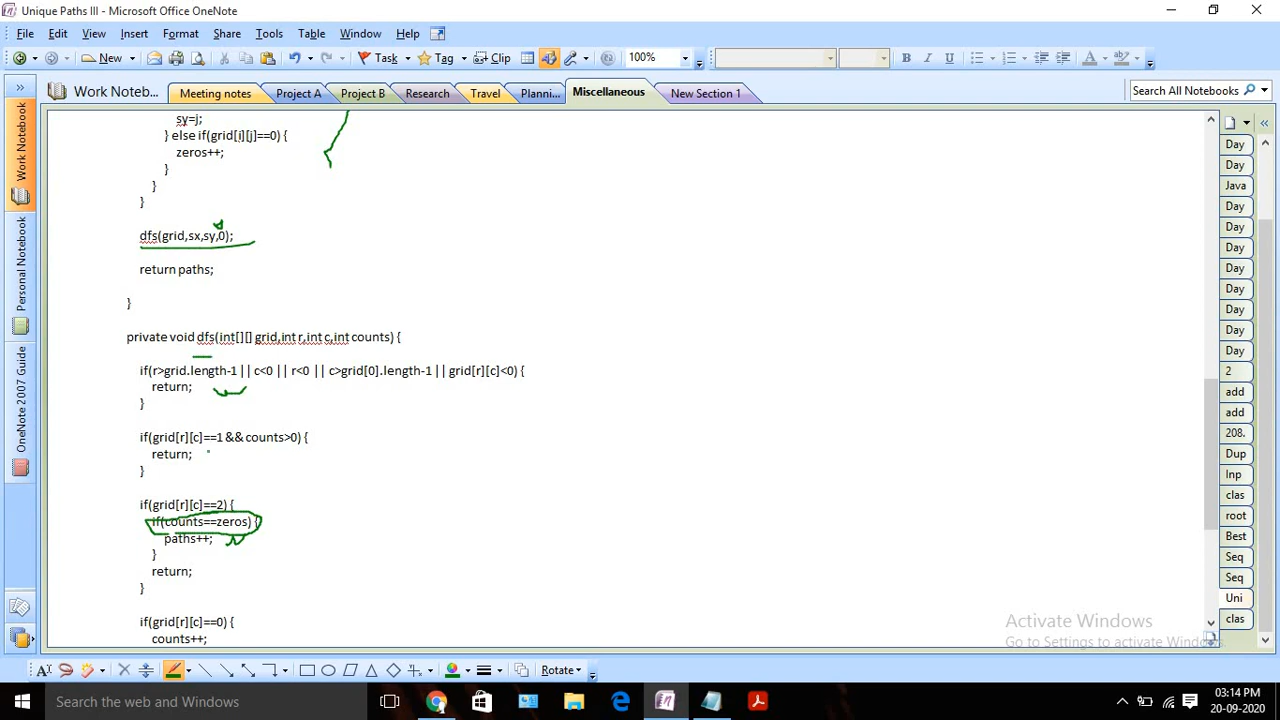 Unique Paths III - Microsoft Office OneNote
File Edit View Insert Format Share Tools Table Window Help
New Task Tag Clip 100% B I U A ab
Work Noteb... Meeting notes Project A Project B Research Travel Planni... Miscellaneous New Section 1 Search All Notebooks
Work Notebook
Personal Notebook
OneNote 2007 Guide
sy=j;
} else if(grid[i][j]==0) {
zeros++;
}
}
}
dfs(grid,sx,sy,0);
return paths;
}
private void dfs(int[][] grid,int r,int c,int counts) {
if(r>grid.length-1 || c<0 || r<0 || c>grid[0].length-1 || grid[r][c]<0) {
return;
}
if(grid[r][c]==1 && counts>0) {
return;
}
if(grid[r][c]==2) {
if(counts==zeros) {
paths++;
}
return;
}
if(grid[r][c]==0) {
counts++;
Day
Day
Java
Day
Day
Day
Day
Day
Day
Day
Day
2
add
add
208.
Dup
Inp
clas
root
Best
Seq
Seq
Uni
clas
Activate Windows
Go to Settings to activate Windows.
A Rotate
Search the web and Windows
03:14 PM
20-09-2020